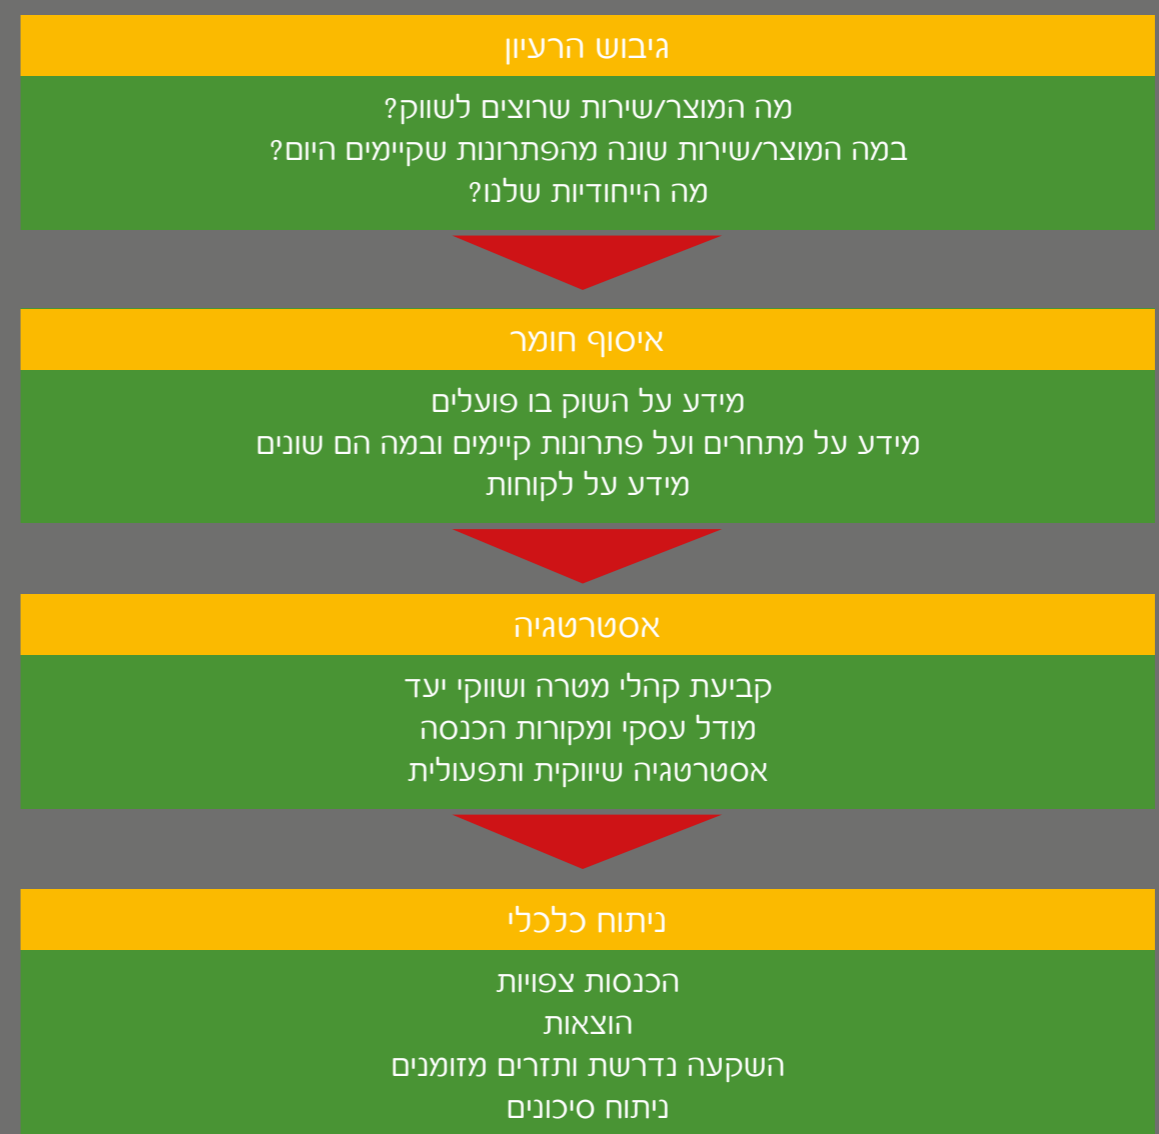 גיבוש הרעיון
מה המוצר/שירות שרוצים לשווק?
במה המוצר/שירות שונה מהפתרונות שקיימים היום?
מה הייחודיות שלנו?
איסוף חומר
מידע על השוק בו פועלים
מידע על מתחרים ועל פתרונות קיימים ובמה הם שונים
מידע על לקוחות
אסטרטגיה
קביעת קהלי מטרה ושווקי יעד
מודל עסקי ומקורות הכנסה
אסטרטגיה שיווקית ותפעולית
ניתוח כלכלי
הכנסות צפויות
הוצאות
השקעה נדרשת ותזרים מזומנים
ניתוח סיכונים